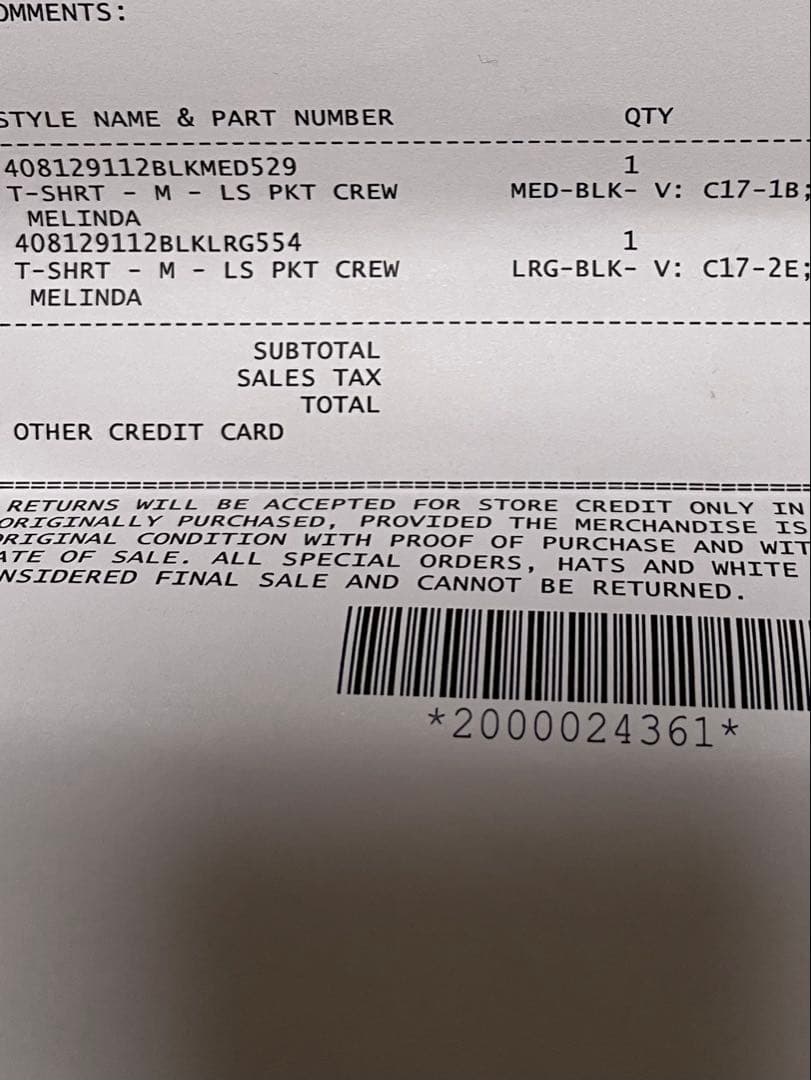 OMMENTS:
STYLE NAME & PART NUMBER QTY
408129112BLKMED529 1
T-SHRT - M - LS PKT CREW MED-BLK- V: C17-1B;
MELINDA
408129112BLKLRG554 1
T-SHRT - M - LS PKT CREW LRG-BLK- V: C17-2E;
MELINDA
SUBTOTAL
SALES TAX
TOTAL
OTHER CREDIT CARD
RETURNS WILL BE ACCEPTED FOR STORE CREDIT ONLY IN
ORIGINALLY PURCHASED, PROVIDED THE MERCHANDISE IS
ORIGINAL CONDITION WITH PROOF OF PURCHASE AND WIT
ATE OF SALE. ALL SPECIAL ORDERS, HATS AND WHITE
NSIDERED FINAL SALE AND CANNOT BE RETURNED.
*2000024361*